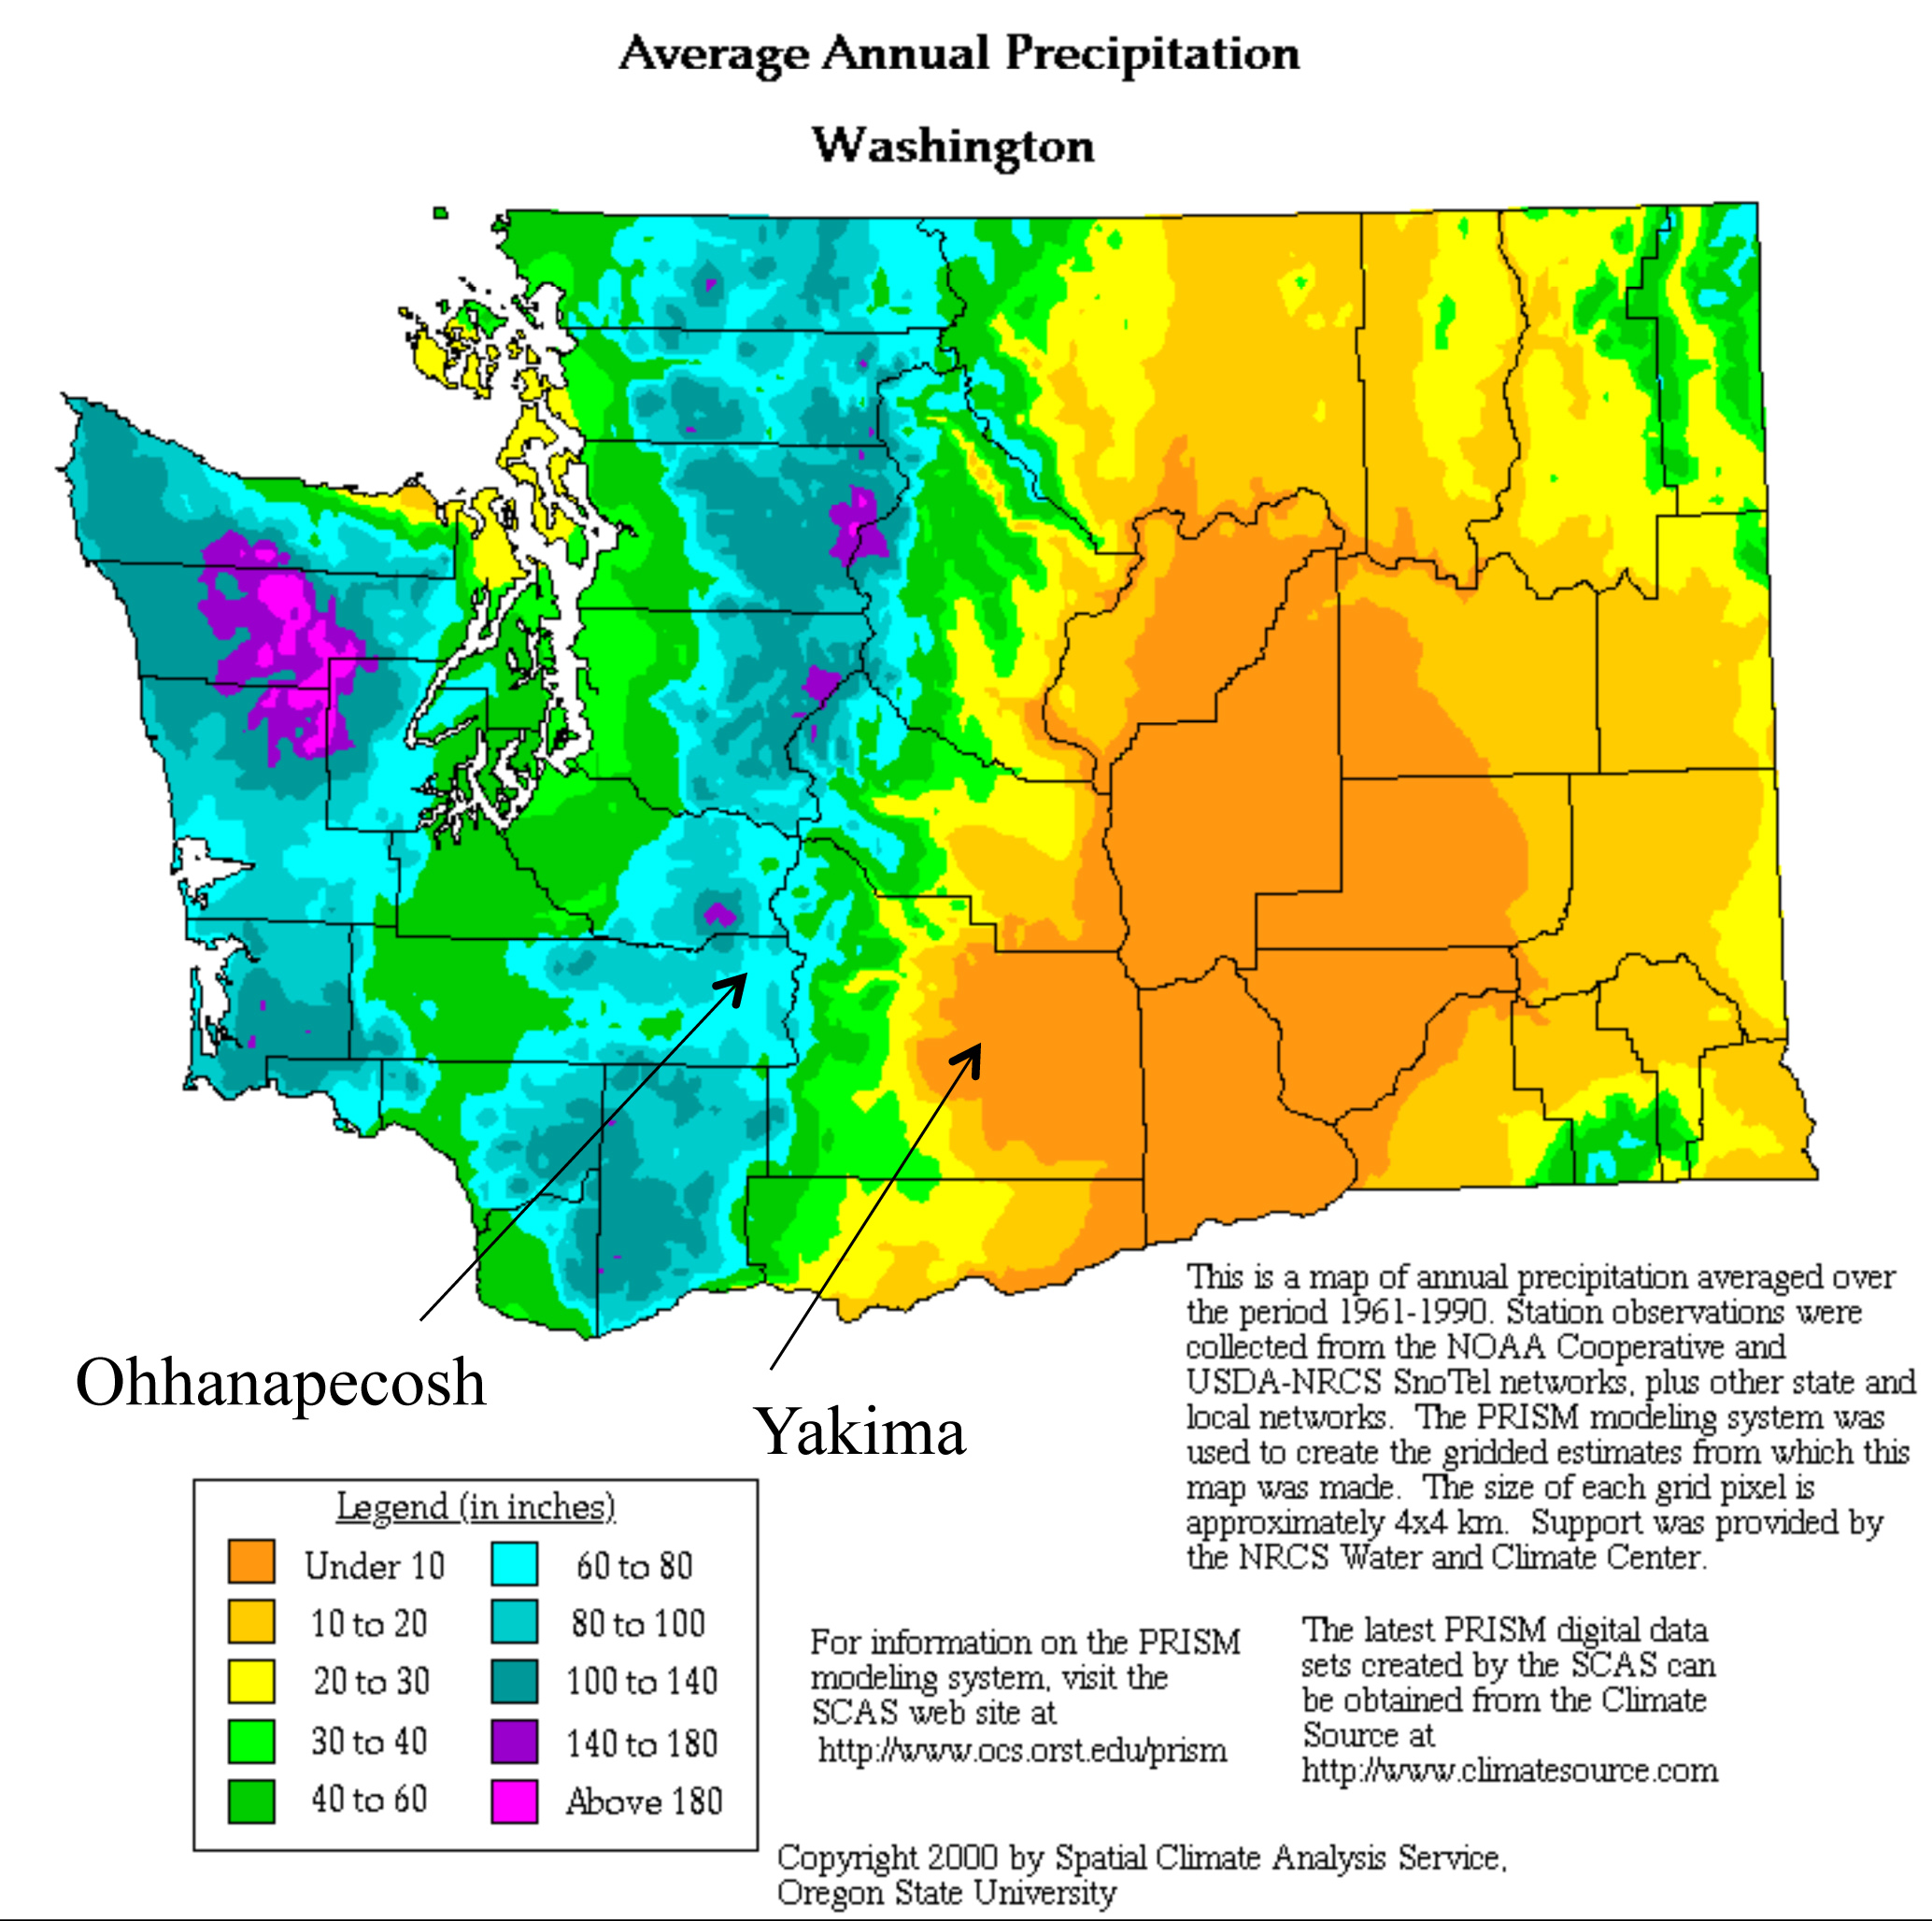 Average Annual Precipitation
Washington
This is a map of annual precipitation averaged over
the period 1961-1990. Station observations were
collected from the NOAA Cooperative and
USDA-NRCS SnoTel networks, plus other state and
local networks. The PRISM modeling system was
used to create the gridded estimates from which this
map was made. The size of each grid pixel is
approximately 4x4 km. Support was provided by
the NRCS Water and Climate Center.
Ohhanapecosh
Yakima
Legend (in inches)
Under 10
10 to 20
20 to 30
30 to 40
40 to 60
60 to 80
80 to 100
100 to 140
140 to 180
Above 180
For information on the PRISM
modeling system, visit the
SCAS web site at
http://www.ocs.orst.edu/prism
The latest PRISM digital data
sets created by the SCAS can
be obtained from the Climate
Source at
http://www.climatesource.com
Copyright 2000 by Spatial Climate Analysis Service,
Oregon State University